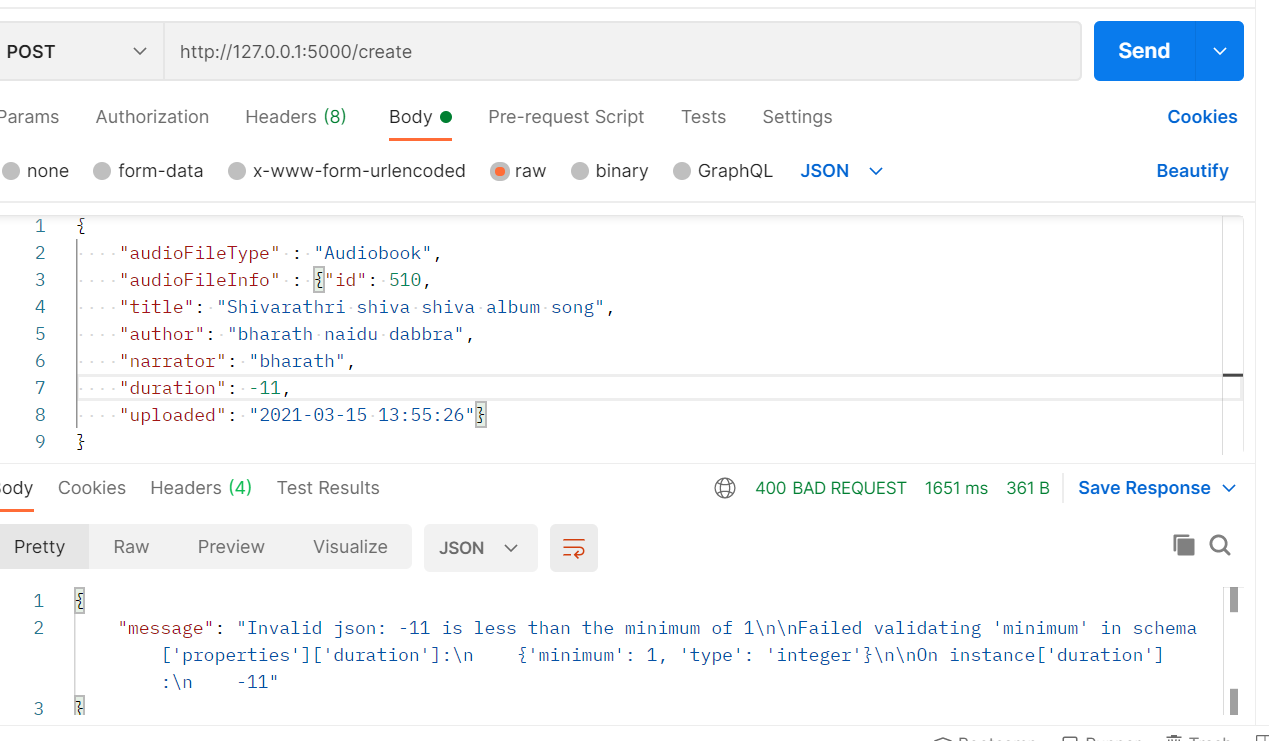 POST http://127.0.0.1:5000/create Send
Params Authorization Headers (8) Body Pre-request Script Tests Settings Cookies
none form-data x-www-form-urlencoded raw binary GraphQL JSON Beautify
1 {
2 "audioFileType" : "Audiobook",
3 "audioFileInfo" : {"id": 510,
4 "title": "Shivarathri shiva shiva album song",
5 "author": "bharath naidu dabbra",
6 "narrator": "bharath",
7 "duration": -11,
8 "uploaded": "2021-03-15 13:55:26"}
9 }
Body Cookies Headers (4) Test Results 400 BAD REQUEST 1651 ms 361 B Save Response
Pretty Raw Preview Visualize JSON
1 {
2 "message": "Invalid json: -11 is less than the minimum of 1\n\nFailed validating 'minimum' in schema
['properties']['duration']:\n    {'minimum': 1, 'type': 'integer'}\n\nOn instance['duration']
:\n    -11"
3 }